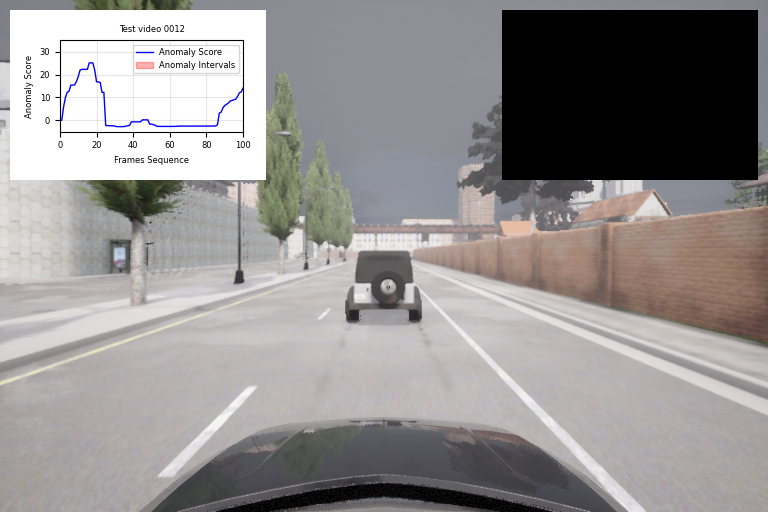 Test video 0012
Anomaly Score
Anomaly Intervals
30
20
10
0
0 20 40 60 80 100
Anomaly Score
Frames Sequence